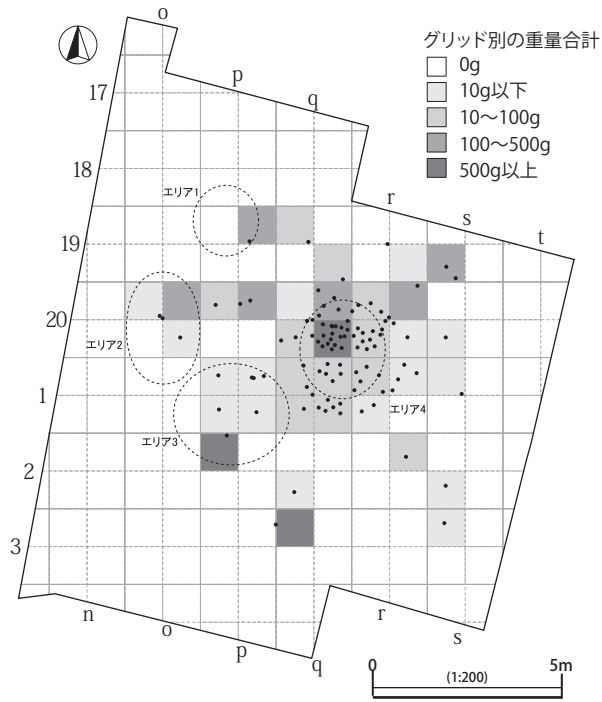 o
グリッド別の重量合計
0g
10g以下
10〜100g
100〜500g
500g以上
p
17
q
18
エリア1
r
s
19
t
20
エリア2
1
エリア4
エリア3
2
3
n
o
p
q
r
s
0
5m
(1:200)